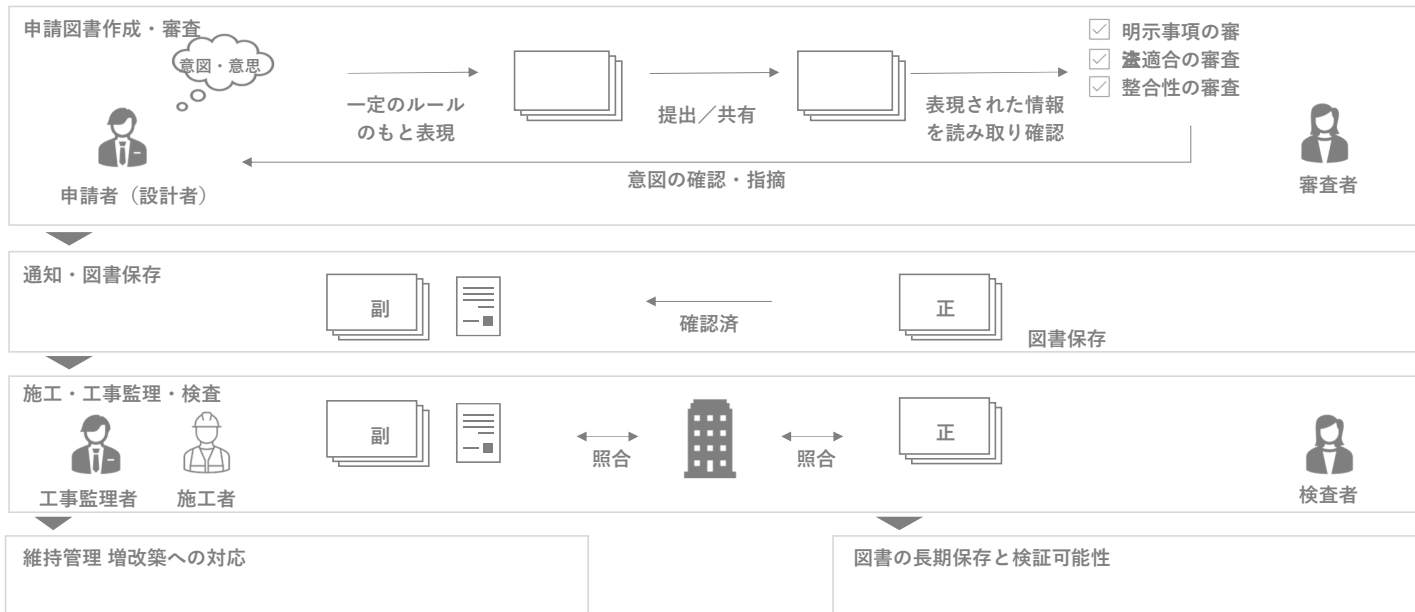 申請図書作成・審査
意図・意思
申請者（設計者）
一定のルール
のもと表現
提出／共有
表現された情報
を読み取り確認
明示事項の審
適合の審査
整合性の審査
意図の確認・指摘
審査者
通知・図書保存
副
確認済
正
図書保存
施工・工事監理・検査
工事監理者
施工者
副
照合
照合
正
検査者
維持管理 増改築への対応
図書の長期保存と検証可能性